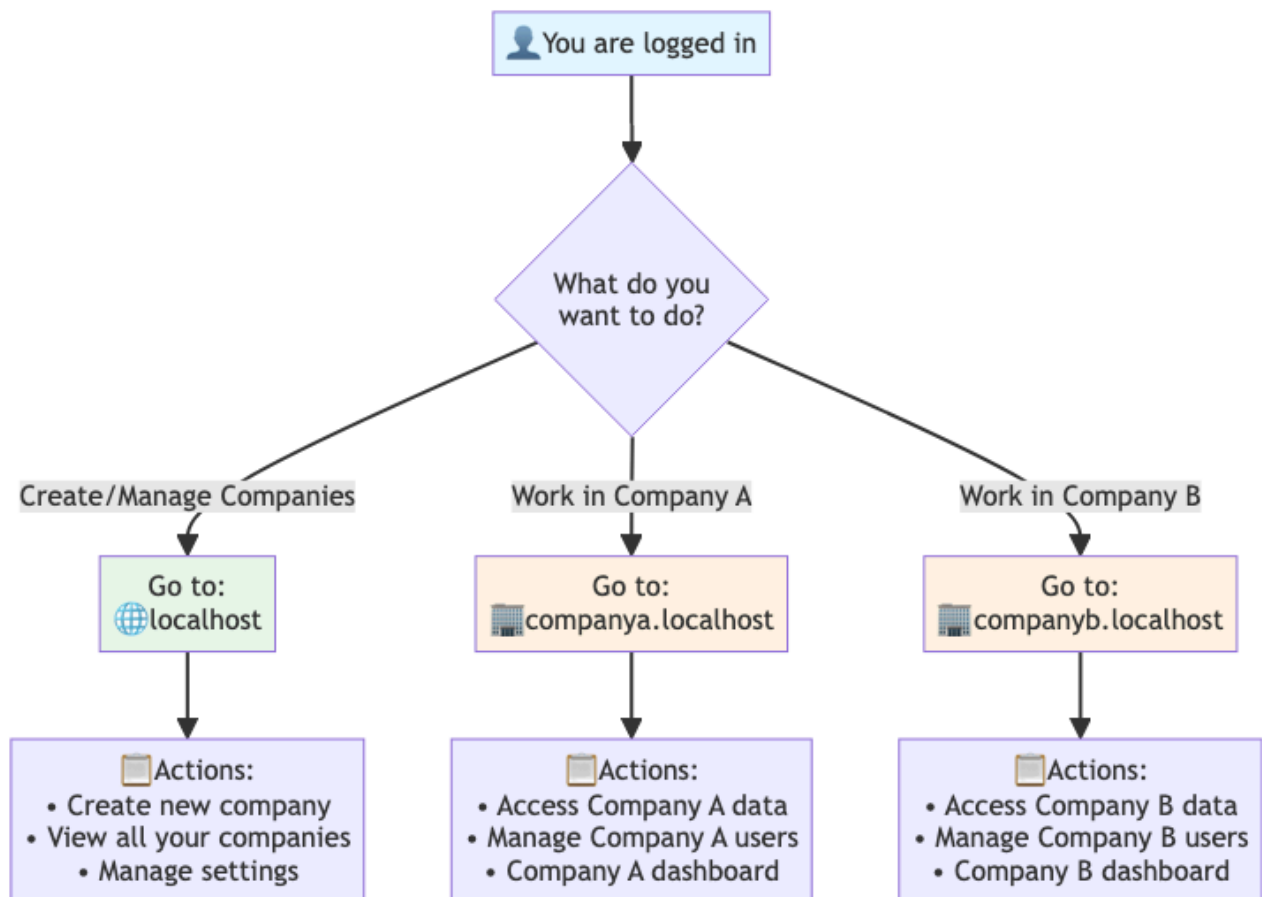 You are logged in
What do you
want to do?
Create/Manage Companies
Work in Company A
Work in Company B
Go to:
localhost
Go to:
companya.localhost
Go to:
companyb.localhost
Actions:
• Create new company
• View all your companies
• Manage settings
Actions:
• Access Company A data
• Manage Company A users
• Company A dashboard
Actions:
• Access Company B data
• Manage Company B users
• Company B dashboard